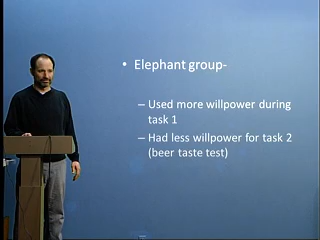 • Elephant group-
– Used more willpower during
task 1
– Had less willpower for task 2
(beer taste test)